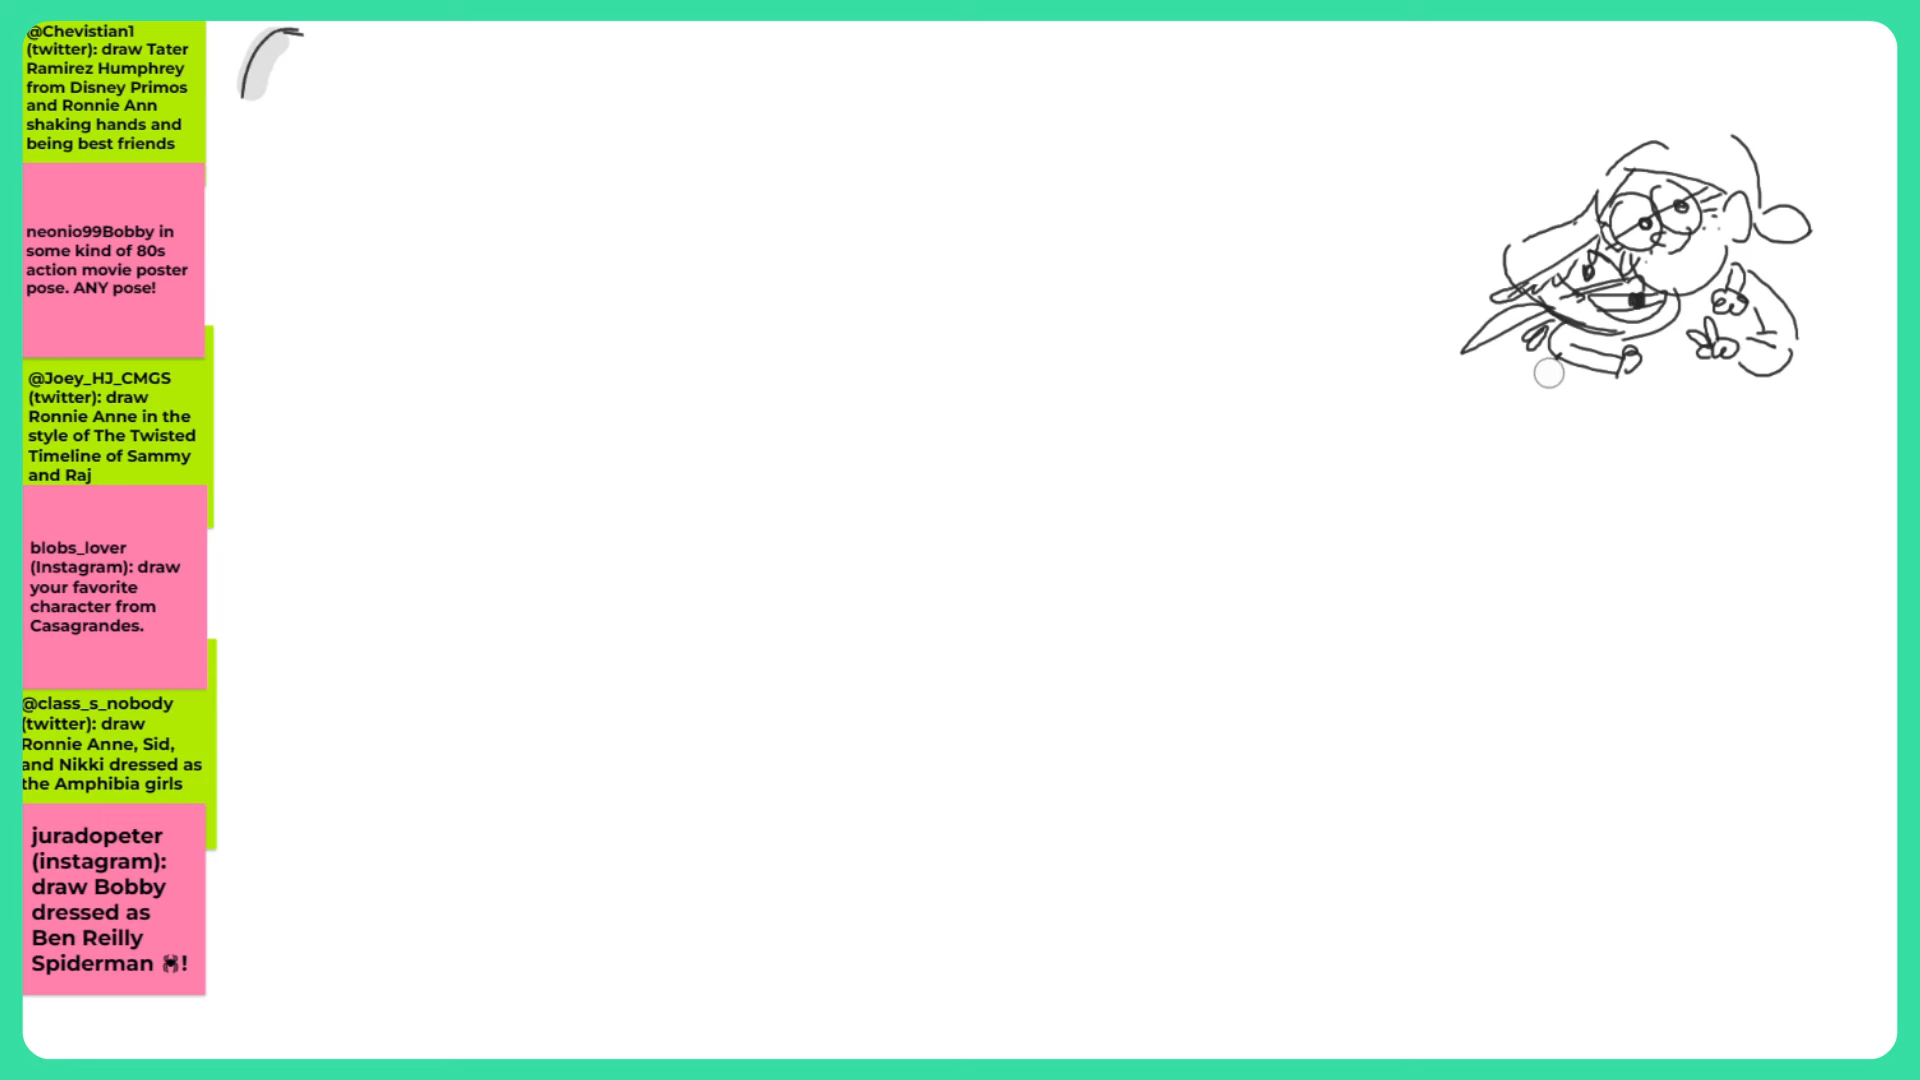 @Chevistian1
(twitter): draw Tater
Ramirez Humphrey
from Disney Primos
and Ronnie Ann
shaking hands and
being best friends
neonio99Bobby in
some kind of 80s
action movie poster
pose. ANY pose!
@Joey_HJ_CMGS
(twitter): draw
Ronnie Anne in the
style of The Twisted
Timeline of Sammy
and Raj
blobs_lover
(Instagram): draw
your favorite
character from
Casagrandes.
@class_s_nobody
(twitter): draw
Ronnie Anne, Sid,
and Nikki dressed as
the Amphibia girls
juradopeter
(instagram):
draw Bobby
dressed as
Ben Reilly
Spiderman 🕷!